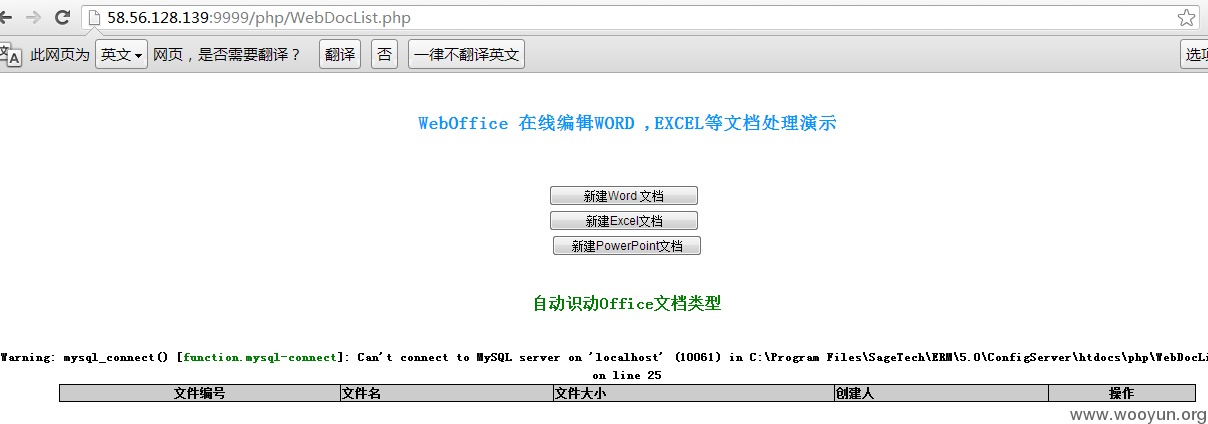 58.56.128.139:9999/php/WebDocList.php
此网页为 英文 网页，是否需要翻译？ 翻译 否 一律不翻译英文 选项
WebOffice 在线编辑WORD ,EXCEL等文档处理演示
新建Word 文档
新建Excel文档
新建PowerPoint文档
自动识动Office文档类型
Warning: mysql_connect() [function.mysql-connect]: Can't connect to MySQL server on 'localhost' (10061) in C:\Program Files\SageTech\ERM\5.0\ConfigServer\htdocs\php\WebDocLi
on line 25
文件编号 文件名 文件大小 创建人 操作
www.wooyun.org